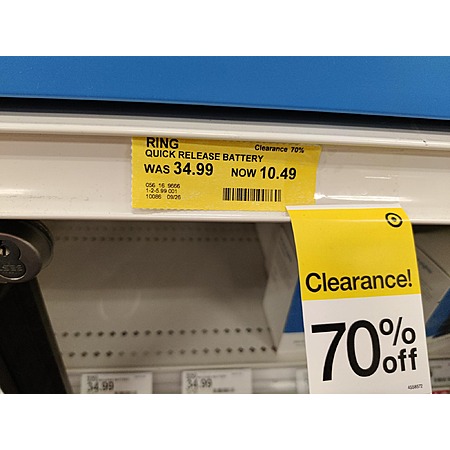 RING
Clearance 70%
QUICK RELEASE BATTERY
WAS 34.99 NOW 10.49
056 16 9666
1-2-5.99 001
10086 09/26
Clearance!
70% off
34.99
34.99